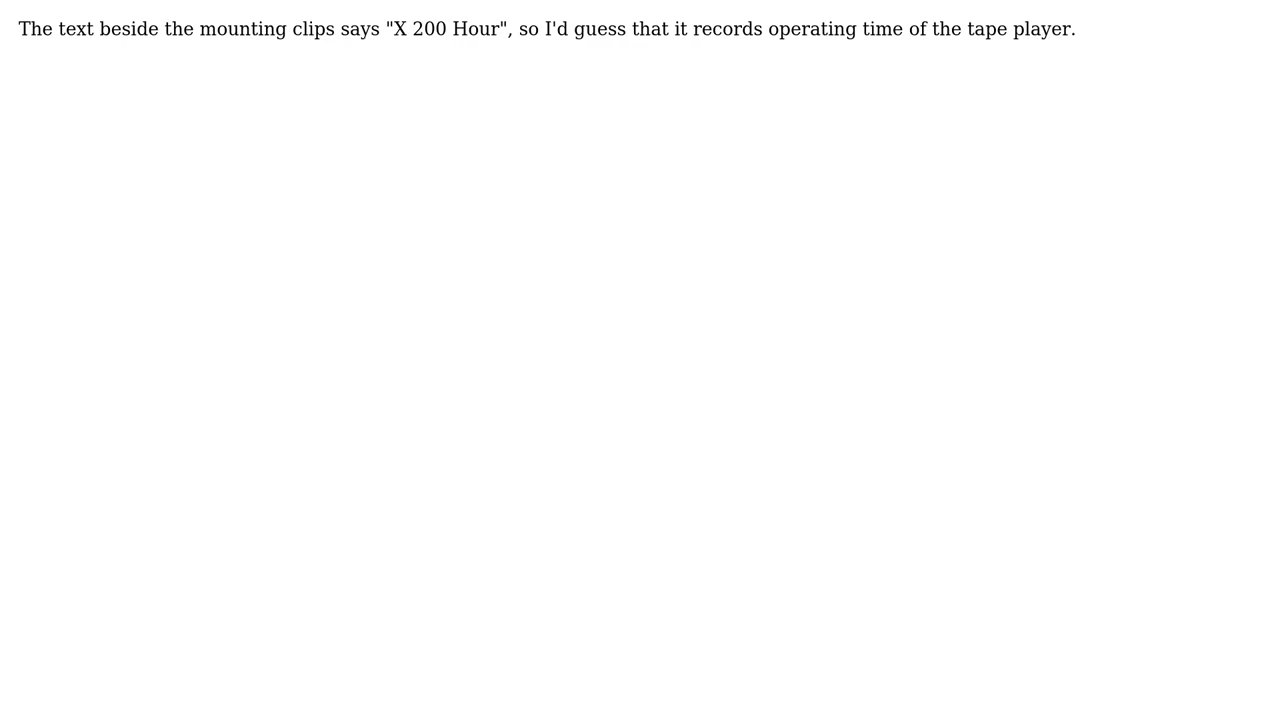 The text beside the mounting clips says "X 200 Hour", so I'd guess that it records operating time of the tape player.